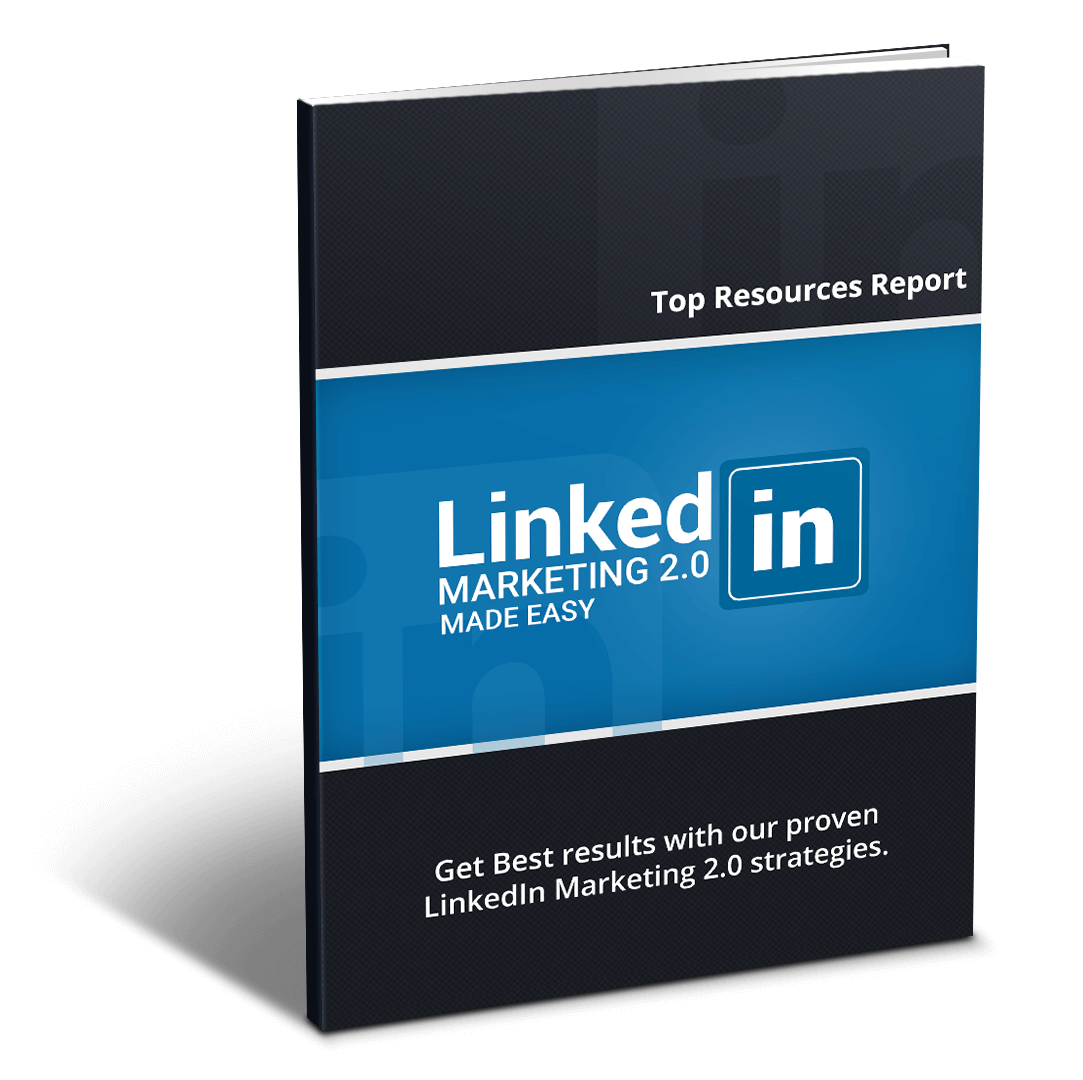 Top Resources Report
Linked in
MARKETING 2.0
MADE EASY
Get Best results with our proven
LinkedIn Marketing 2.0 strategies.